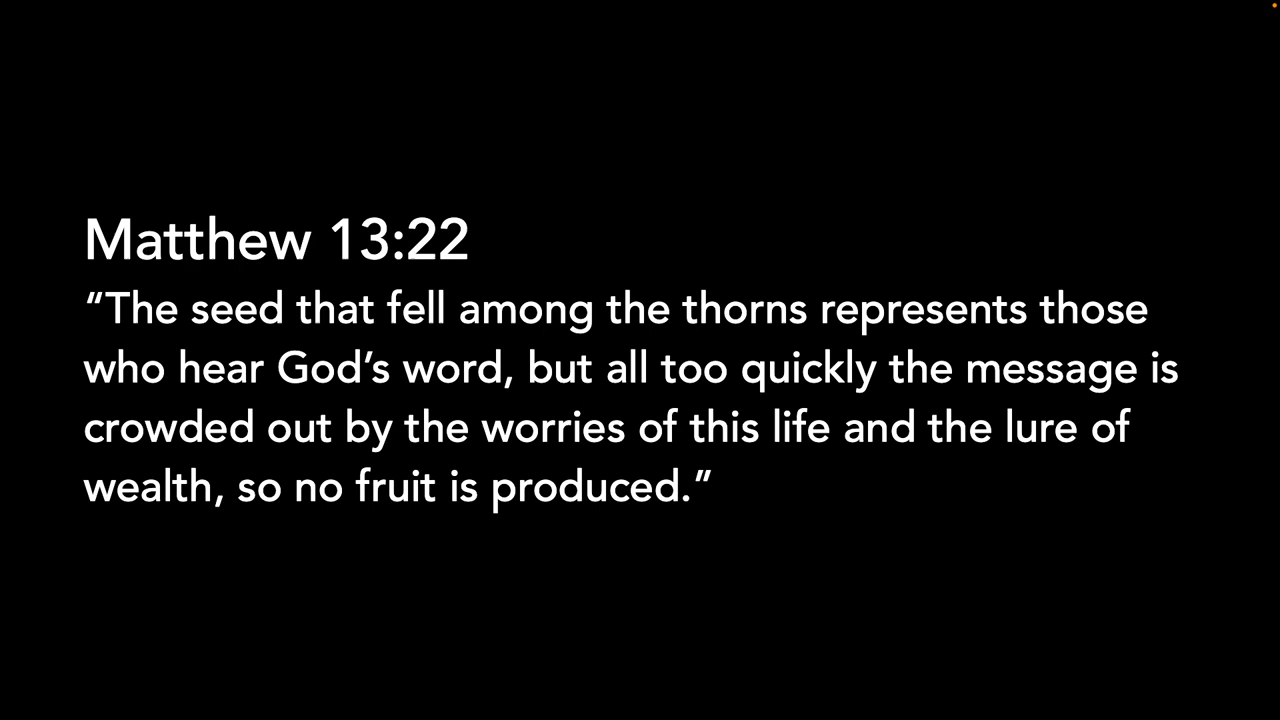 Matthew 13:22
“The seed that fell among the thorns represents those
who hear God’s word, but all too quickly the message is
crowded out by the worries of this life and the lure of
wealth, so no fruit is produced.”